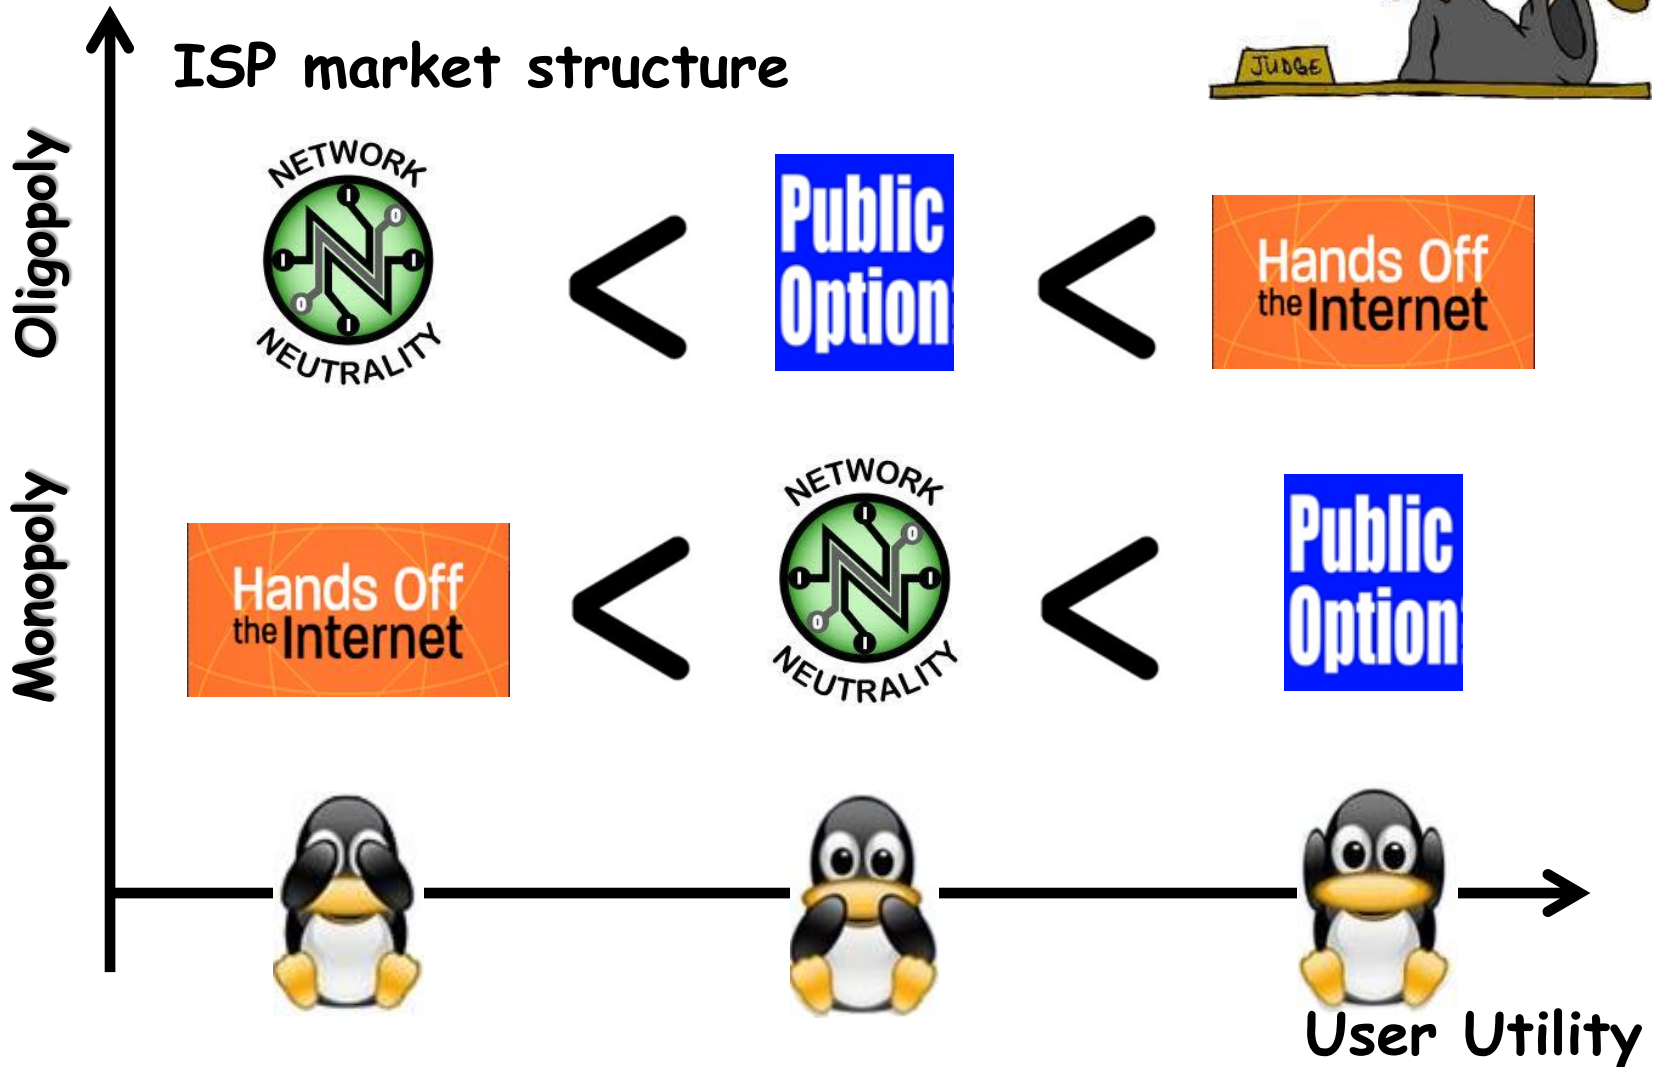 ISP market structure
JUDGE
Oligopoly
NETWORK
NEUTRALITY
<
Public
Option
<
Hands Off
the Internet
Monopoly
Hands Off
the Internet
<
NETWORK
NEUTRALITY
<
Public
Option
User Utility